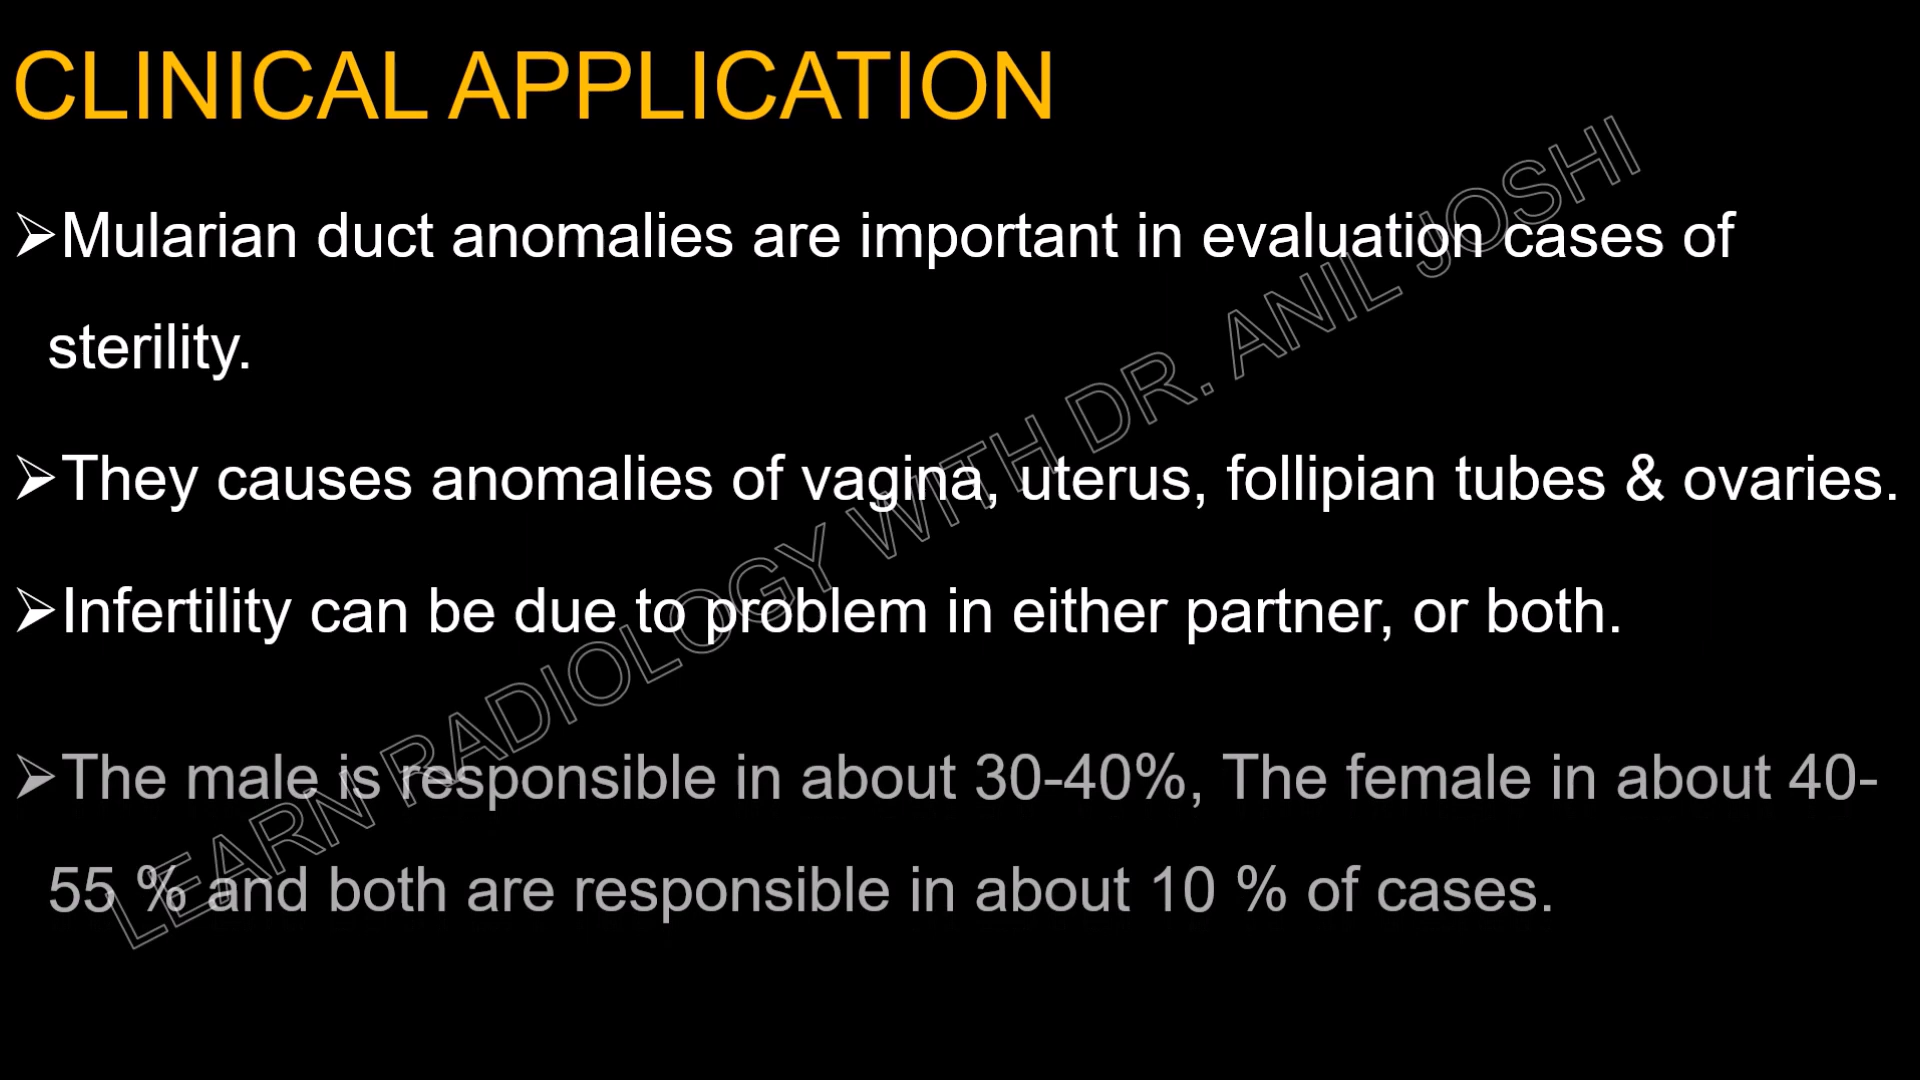 CLINICAL APPLICATION
➢Mularian duct anomalies are important in evaluation cases of
sterility.
➢They causes anomalies of vagina, uterus, follipian tubes & ovaries.
➢Infertility can be due to problem in either partner, or both.
➢The male is responsible in about 30-40%, The female in about 40-
55 % and both are responsible in about 10 % of cases.
LEARN RADIOLOGY WITH DR. ANIL JOSHI